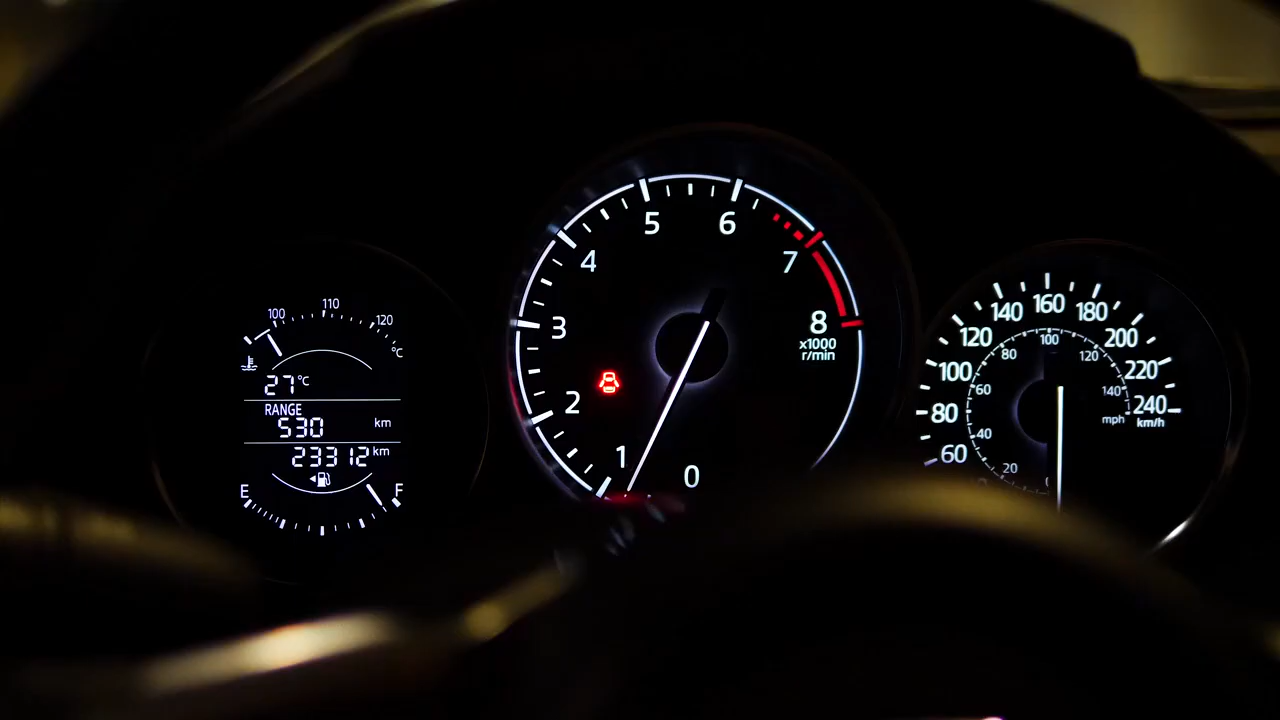 100 110 120
°C
27°C
RANGE
530 km
23312 km
E F
0 1 2 3 4 5 6 7 8
x1000
r/min
60 80 100 120 140 160 180 200 220 240
km/h
20 40 60 80 100 120 140
mph